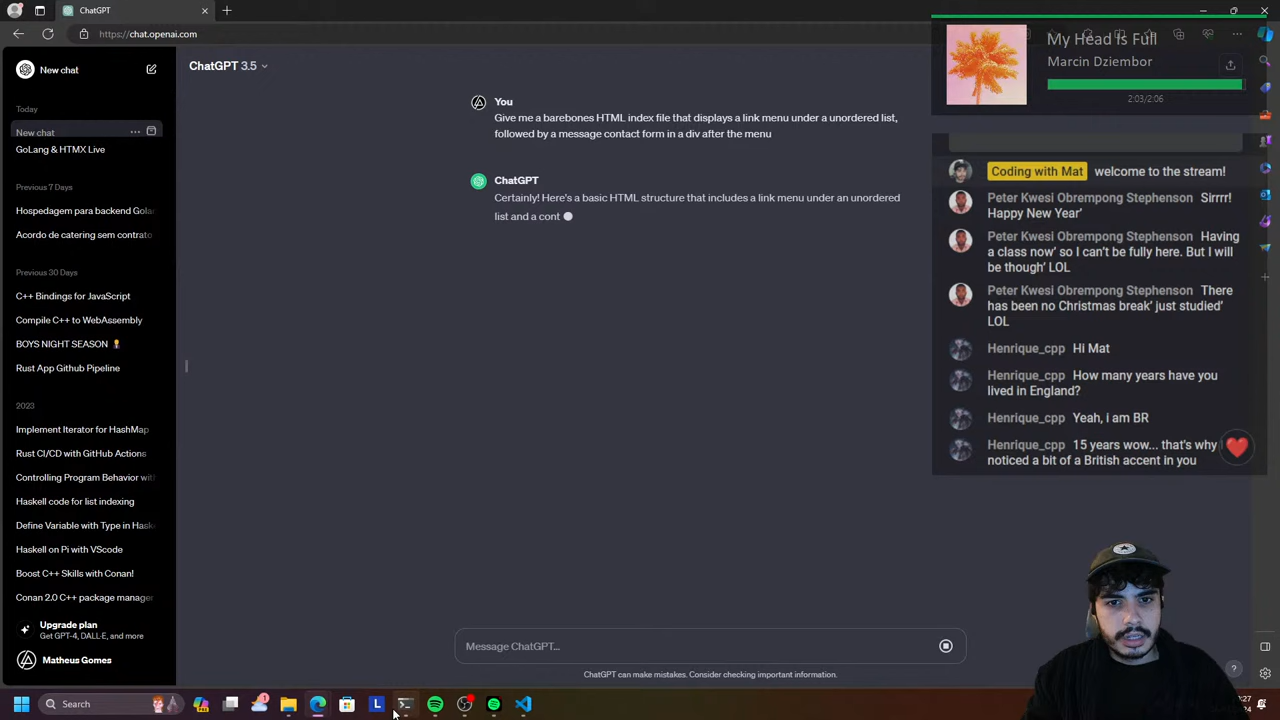 ChatGPT
https://chat.openai.com
New chat
Today
New chat
GoLang & HTMX Live
Previous 7 Days
Hospedagem para backend Gola
Acordo de catering sem contrato
Previous 30 Days
C++ Bindings for JavaScript
Compile C++ to WebAssembly
BOYS NIGHT SEASON
Rust App Github Pipeline
2023
Implement Iterator for HashMap
Rust CI/CD with GitHub Actions
Controlling Program Behavior with
Haskell code for list indexing
Define Variable with Type in Haske
Haskell on Pi with VScode
Boost C++ Skills with Conan!
Conan 2.0 C++ package manager
Upgrade plan
Get GPT-4, DALL·E, and more
Matheus Gomes
ChatGPT 3.5
You
Give me a barebones HTML index file that displays a link menu under a unordered list,
followed by a message contact form in a div after the menu
ChatGPT
Certainly! Here's a basic HTML structure that includes a link menu under an unordered
list and a cont
Message ChatGPT...
ChatGPT can make mistakes. Consider checking important information.
?
My Head Is Full
Marcin Dziembor
2:03/2:06
Coding with Mat welcome to the stream!
Peter Kwesi Obrempong Stephenson Sirrrr!
Happy New Year'
Peter Kwesi Obrempong Stephenson Having
a class now' so I can't be fully here. But I will
be though' LOL
Peter Kwesi Obrempong Stephenson There
has been no Christmas break' just studied'
LOL
Henrique_cpp Hi Mat
Henrique_cpp How many years have you
lived in England?
Henrique_cpp Yeah, i am BR
Henrique_cpp 15 years wow... that's why I
noticed a bit of a British accent in you
Search
L